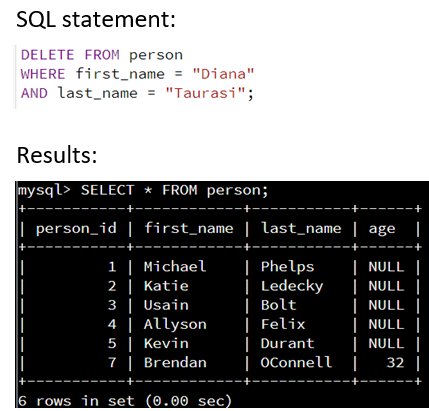 SQL statement:
DELETE FROM person
WHERE first_name = "Diana"
AND last_name = "Taurasi";
Results:
mysql> SELECT * FROM person;
+-----------+------------+-----------+------+
| person_id | first_name | last_name | age  |
+-----------+------------+-----------+------+
|         1 | Michael    | Phelps    | NULL |
|         2 | Katie      | Ledecky   | NULL |
|         3 | Usain      | Bolt      | NULL |
|         4 | Allyson    | Felix     | NULL |
|         5 | Kevin      | Durant    | NULL |
|         7 | Brendan    | OConnell  |   32 |
+-----------+------------+-----------+------+
6 rows in set (0.00 sec)